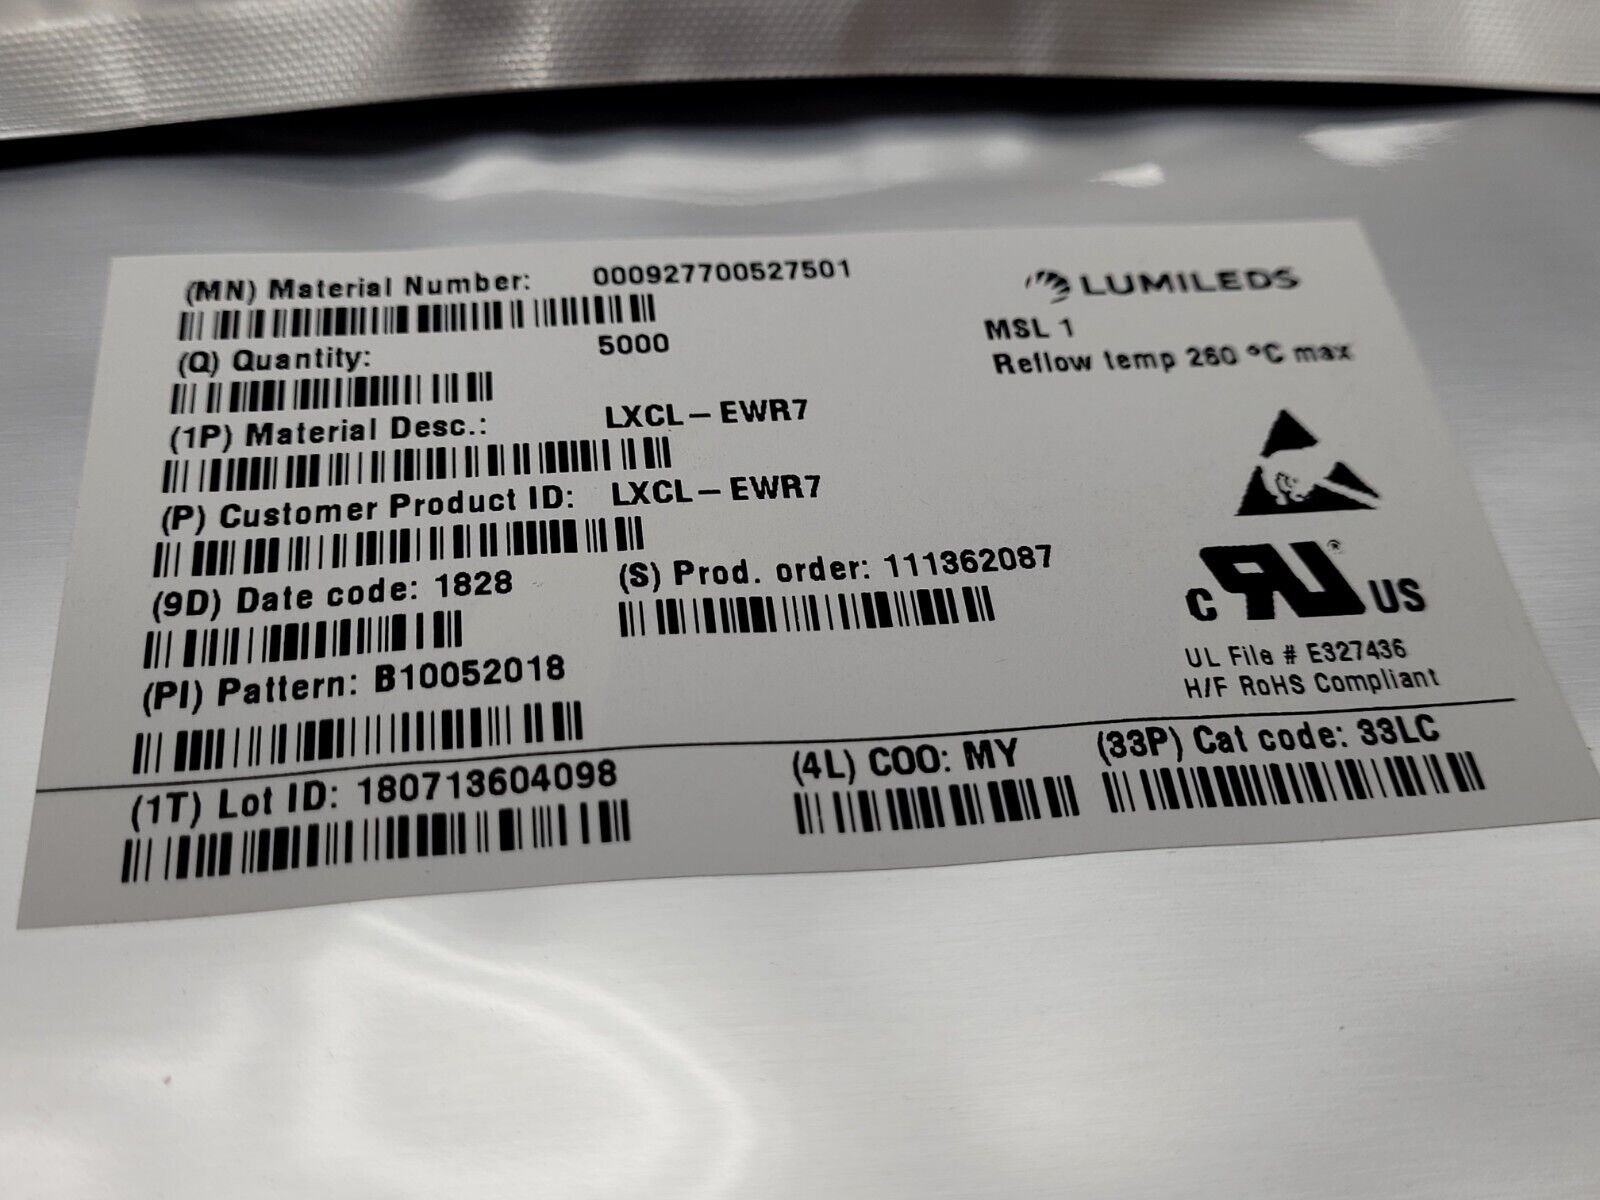 (MN) Material Number: 000927700527501
LUMILEDS
MSL 1
(Q) Quantity: 5000
Reflow temp 260 °C max
(1P) Material Desc.: LXCL-EWR7
(P) Customer Product ID: LXCL-EWR7
(9D) Date code: 1828
(S) Prod. order: 111362087
c RU ® US
UL File # E327436
H/F RoHS Compliant
(PI) Pattern: B10052018
(1T) Lot ID: 180713604098
(4L) COO: MY
(33P) Cat code: 33LC